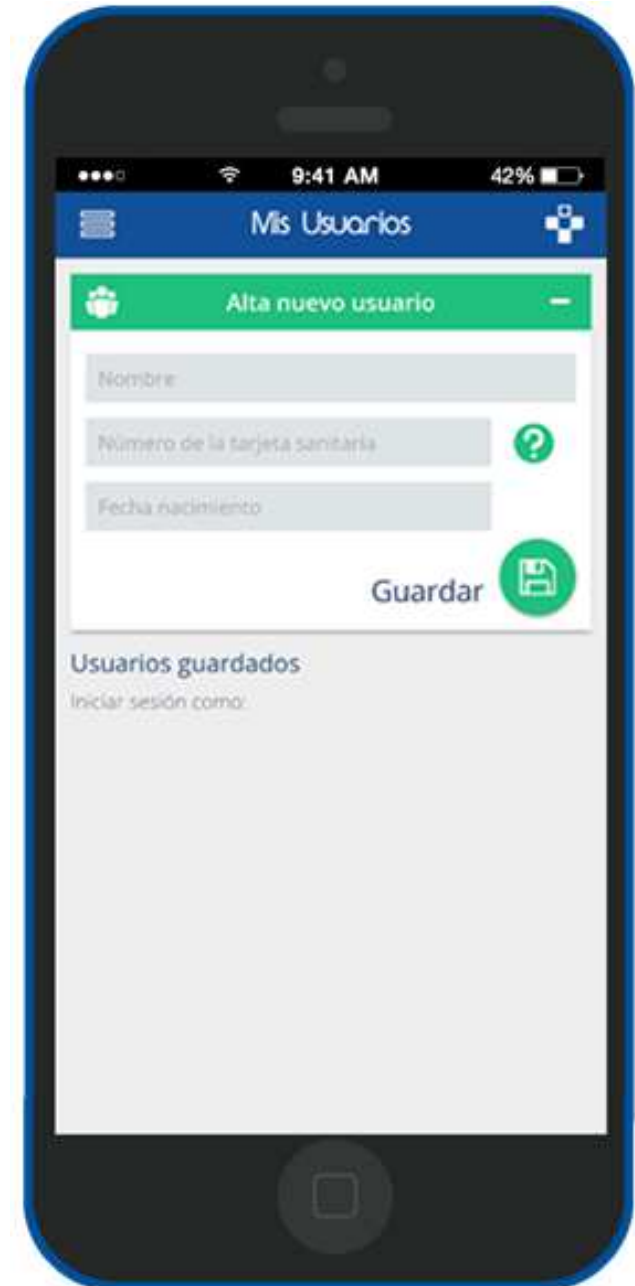 9:41 AM
42%
Mis Usuarios
Alta nuevo usuario
Nombre
Número de la tarjeta sanitaria
Fecha nacimiento
Guardar
Usuarios guardados
Iniciar sesión como: